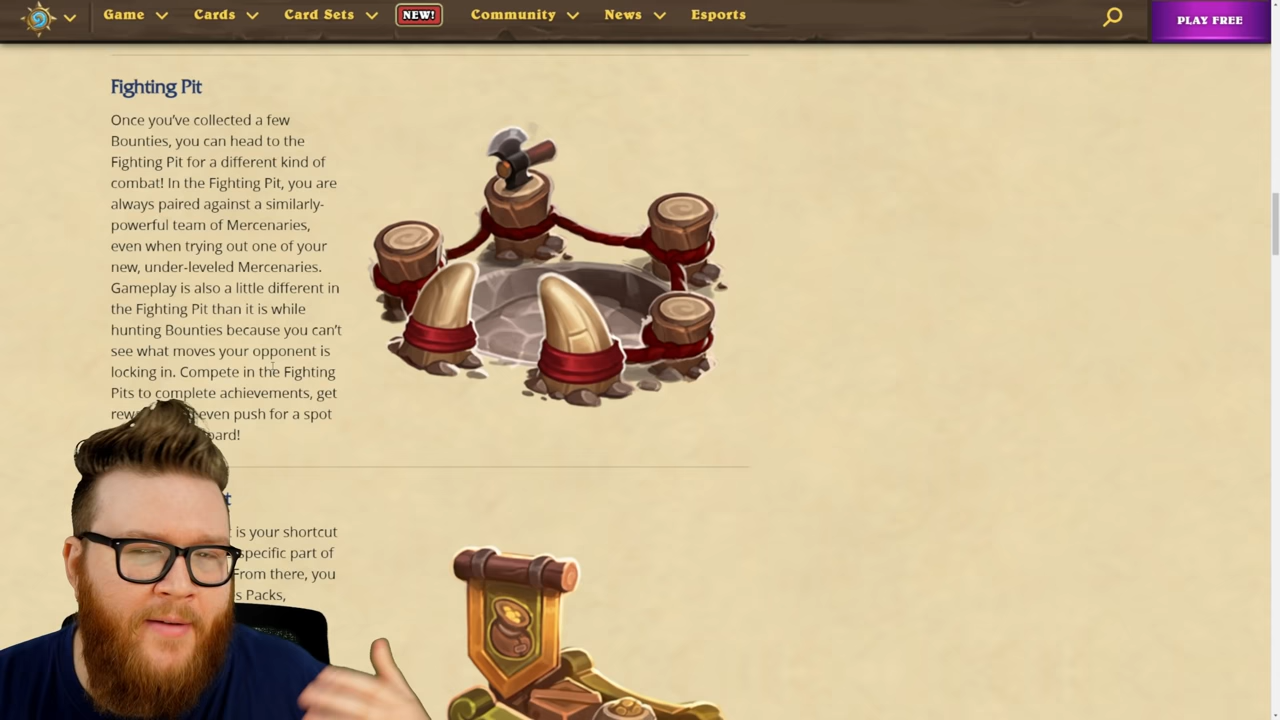 Game Cards Card Sets NEW! Community News Esports PLAY FREE
Fighting Pit
Once you’ve collected a few
Bounties, you can head to the
Fighting Pit for a different kind of
combat! In the Fighting Pit, you are
always paired against a similarly-
powerful team of Mercenaries,
even when trying out one of your
new, under-leveled Mercenaries.
Gameplay is also a little different in
the Fighting Pit than it is while
hunting Bounties because you can’t
see what moves your opponent is
locking in. Compete in the Fighting
Pits to complete achievements, get
even push for a spot
is your shortcut
specific part of
From there, you
Packs,